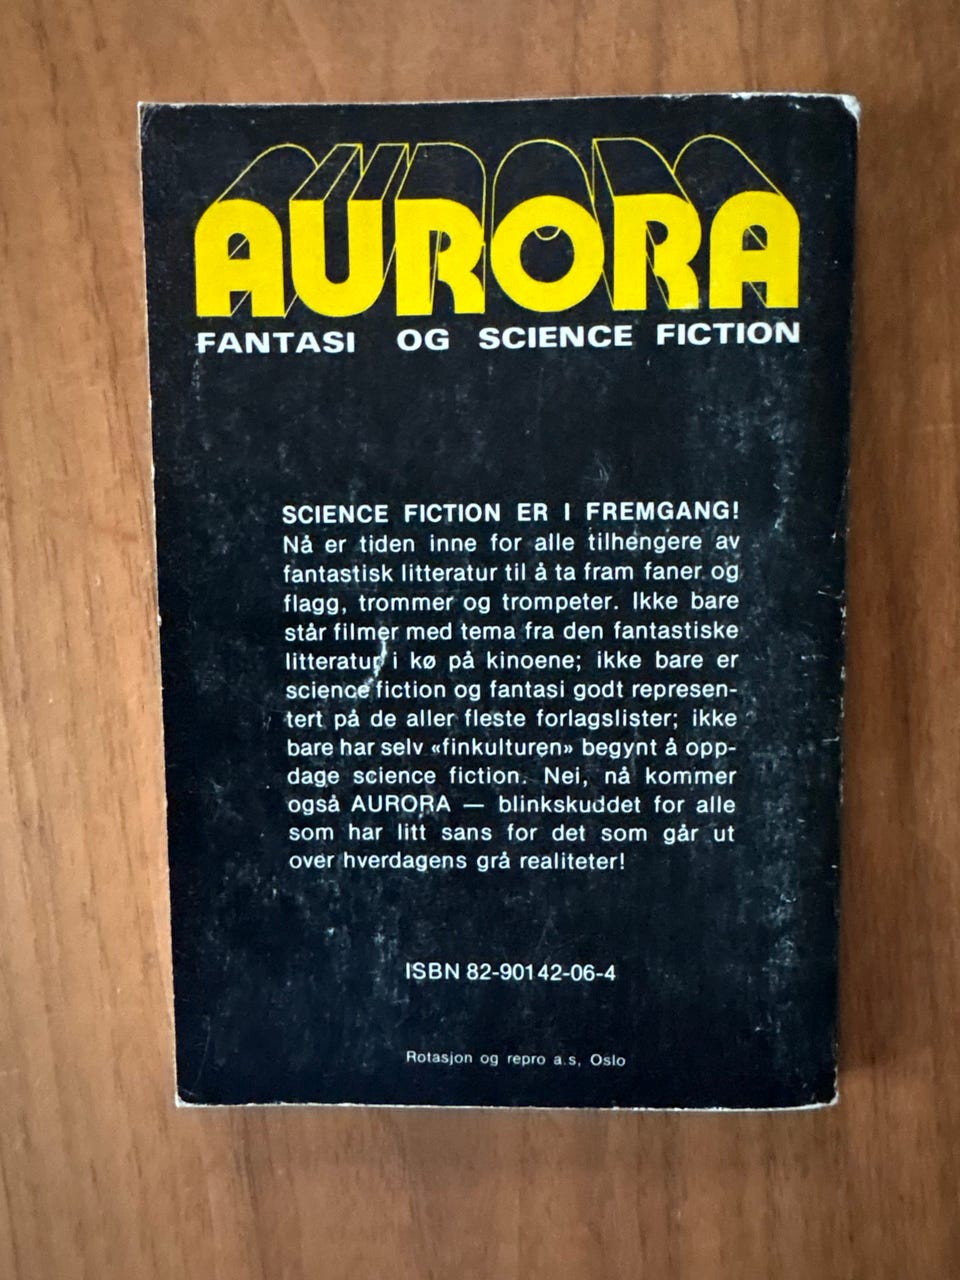 AURORA
FANTASI OG SCIENCE FICTION
SCIENCE FICTION ER I FREMGANG!
Nå er tiden inne for alle tilhengere av
fantastisk litteratur til å ta fram faner og
flagg, trommer og trompeter. Ikke bare
står filmer med tema fra den fantastiske
litteratur i kø på kinoene; ikke bare er
science fiction og fantasi godt represen-
tert på de aller fleste forlagslister; ikke
bare har selv «finkulturen» begynt å opp-
dage science fiction. Nei, nå kommer
også AURORA — blinkskuddet for alle
som har litt sans for det som går ut
over hverdagens grå realiteter!
ISBN 82-90142-06-4
Rotasjon og repro a.s, Oslo